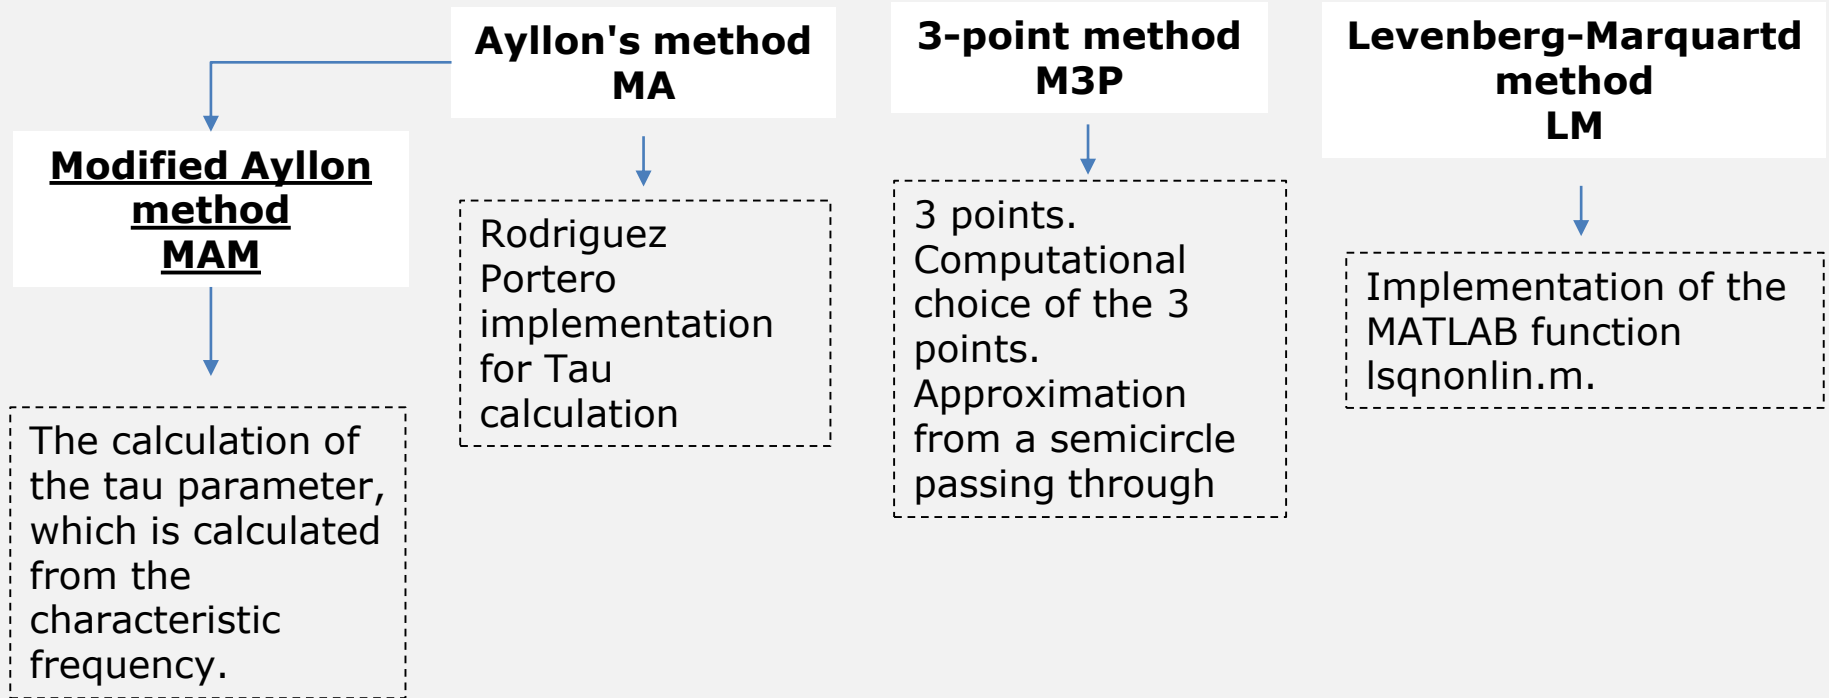 Ayllon's method
MA
3-point method
M3P
Levenberg-Marquartd
method
LM
Modified Ayllon
method
MAM
Rodriguez
Portero
implementation
for Tau
calculation
3 points.
Computational
choice of the 3
points.
Approximation
from a semicircle
passing through
Implementation of the
MATLAB function
lsqnonlin.m.
The calculation of
the tau parameter,
which is calculated
from the
characteristic
frequency.